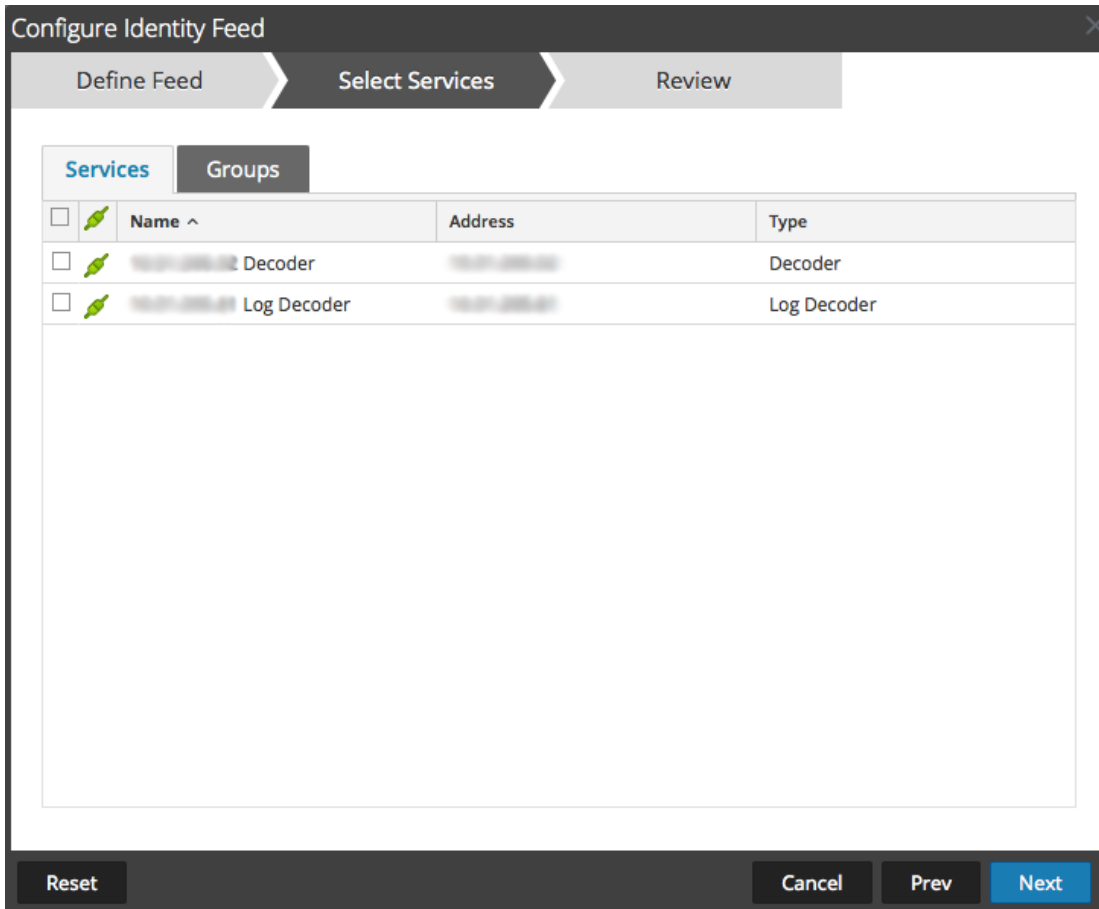 Configure Identity Feed
Define Feed Select Services Review
Services Groups
Name Address Type
Decoder Decoder
Log Decoder Log Decoder
Reset Cancel Prev Next